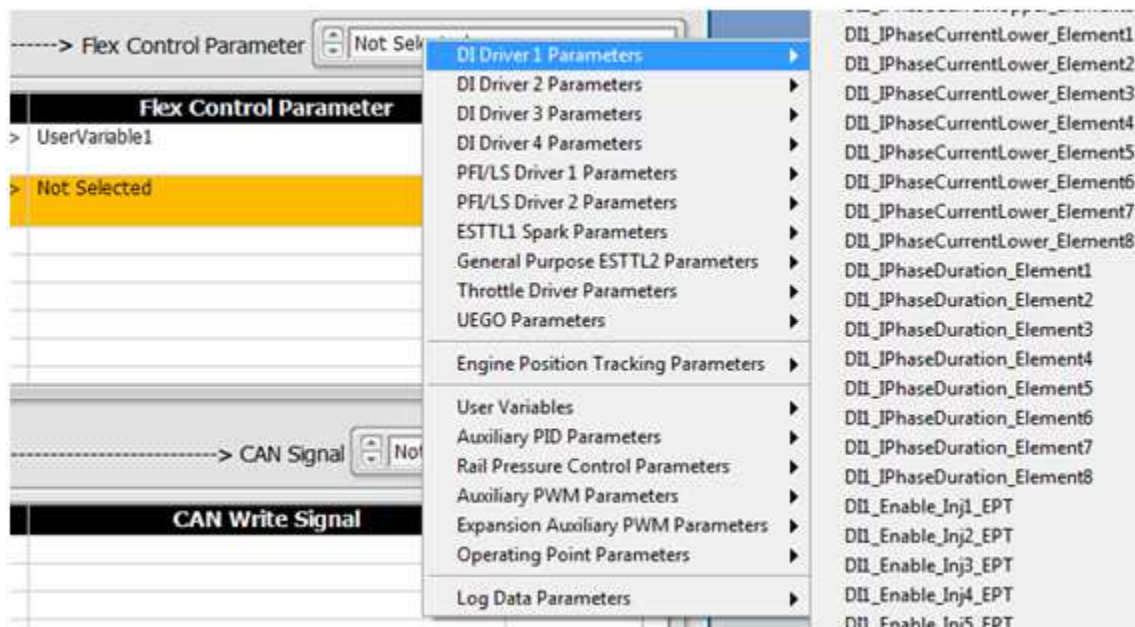 ------> Flex Control Parameter
Not Sel
Flex Control Parameter
> UserVariable1
> Not Selected
-----------------------> CAN Signal
Not
CAN Write Signal
DI Driver 1 Parameters
DI Driver 2 Parameters
DI Driver 3 Parameters
DI Driver 4 Parameters
PFI/LS Driver 1 Parameters
PFI/LS Driver 2 Parameters
ESTTL1 Spark Parameters
General Purpose ESTTL2 Parameters
Throttle Driver Parameters
UEGO Parameters
Engine Position Tracking Parameters
User Variables
Auxiliary PID Parameters
Rail Pressure Control Parameters
Auxiliary PWM Parameters
Expansion Auxiliary PWM Parameters
Operating Point Parameters
Log Data Parameters
DI1_IPhaseCurrentLower_Element1
DI1_IPhaseCurrentLower_Element2
DI1_IPhaseCurrentLower_Element3
DI1_IPhaseCurrentLower_Element4
DI1_IPhaseCurrentLower_Element5
DI1_IPhaseCurrentLower_Element6
DI1_IPhaseCurrentLower_Element7
DI1_IPhaseCurrentLower_Element8
DI1_IPhaseDuration_Element1
DI1_IPhaseDuration_Element2
DI1_IPhaseDuration_Element3
DI1_IPhaseDuration_Element4
DI1_IPhaseDuration_Element5
DI1_IPhaseDuration_Element6
DI1_IPhaseDuration_Element7
DI1_IPhaseDuration_Element8
DI1_Enable_Inj1_EPT
DI1_Enable_Inj2_EPT
DI1_Enable_Inj3_EPT
DI1_Enable_Inj4_EPT
DI1_Enable_Inj5_EPT